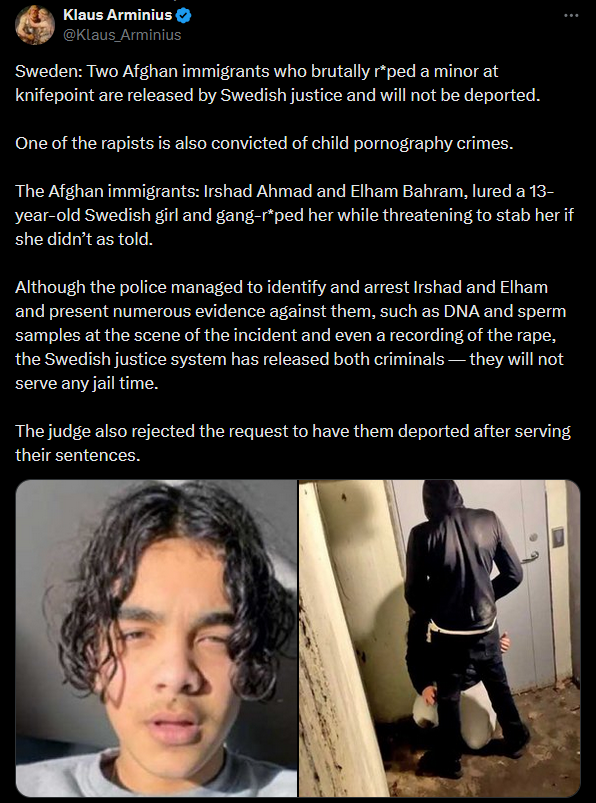 Klaus Arminius
@Klaus_Arminius
Sweden: Two Afghan immigrants who brutally r*ped a minor at
knifepoint are released by Swedish justice and will not be deported.
One of the rapists is also convicted of child pornography crimes.
The Afghan immigrants: Irshad Ahmad and Elham Bahram, lured a 13-
year-old Swedish girl and gang-r*ped her while threatening to stab her if
she didn’t as told.
Although the police managed to identify and arrest Irshad and Elham
and present numerous evidence against them, such as DNA and sperm
samples at the scene of the incident and even a recording of the rape,
the Swedish justice system has released both criminals — they will not
serve any jail time.
The judge also rejected the request to have them deported after serving
their sentences.